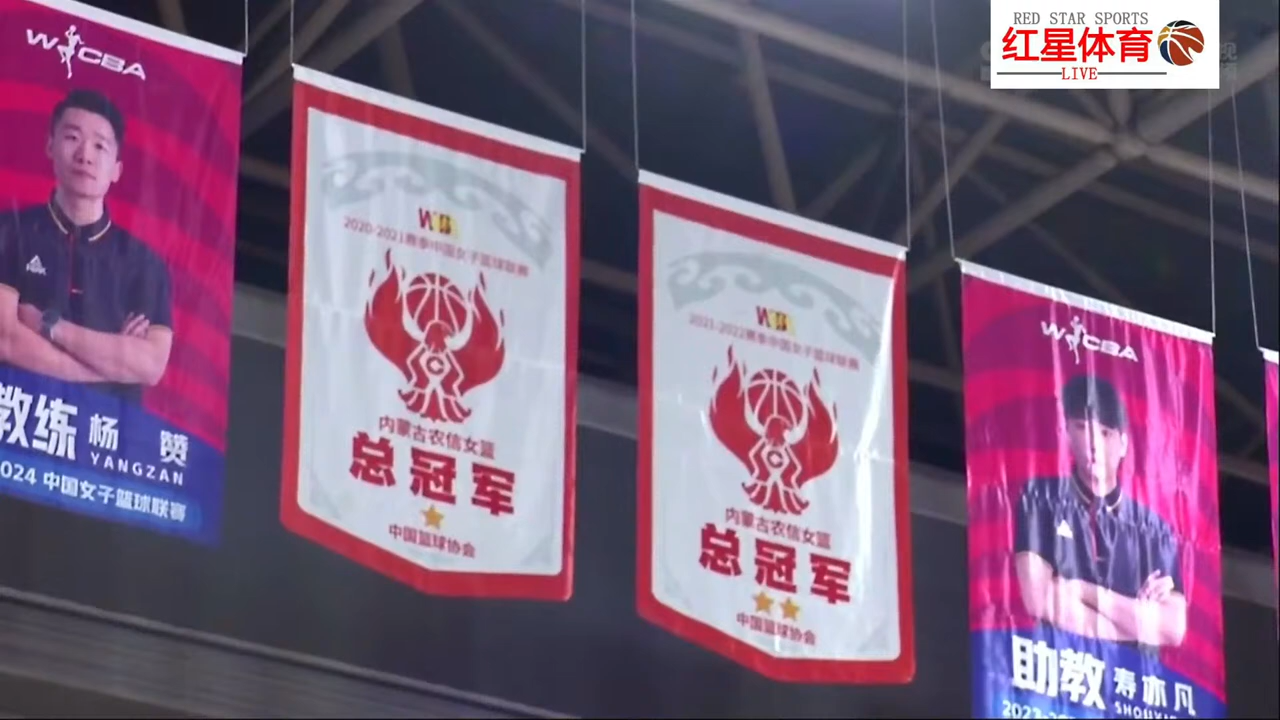 RED STAR SPORTS
红星体育
LIVE
WCBA
教练 杨 赞
YANGZAN
2024 中国女子篮球联赛
2020-2021赛季中国女子篮球联赛
内蒙古农信女篮
总冠军
中国篮球协会
2021-2022赛季中国女子篮球联赛
内蒙古农信女篮
总冠军
中国篮球协会
WCBA
助教 寿亦凡